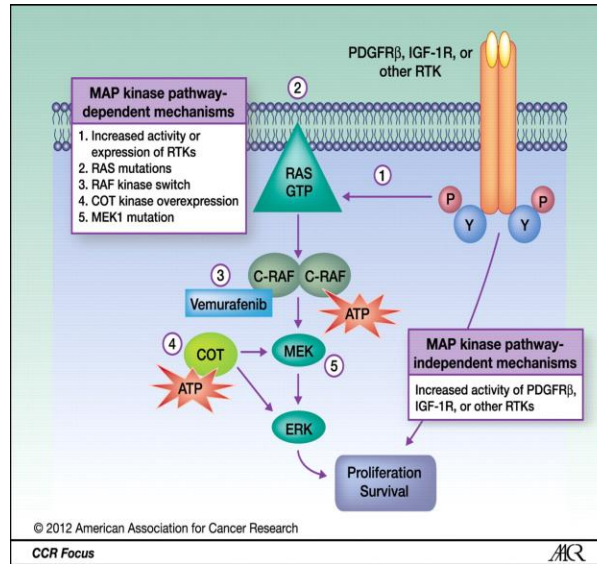 PDGFRβ, IGF-1R, or
other RTK
MAP kinase pathway-
dependent mechanisms
1. Increased activity or
expression of RTKs
2. RAS mutations
3. RAF kinase switch
4. COT kinase overexpression
5. MEK1 mutation
2
RAS
GTP
1
P
P
Y
Y
3
C-RAF
C-RAF
Vemurafenib
ATP
4
COT
ATP
MEK
5
MAP kinase pathway-
independent mechanisms
Increased activity of PDGFRβ,
IGF-1R, or other RTKs
ERK
Proliferation
Survival
© 2012 American Association for Cancer Research
CCR Focus
AACR